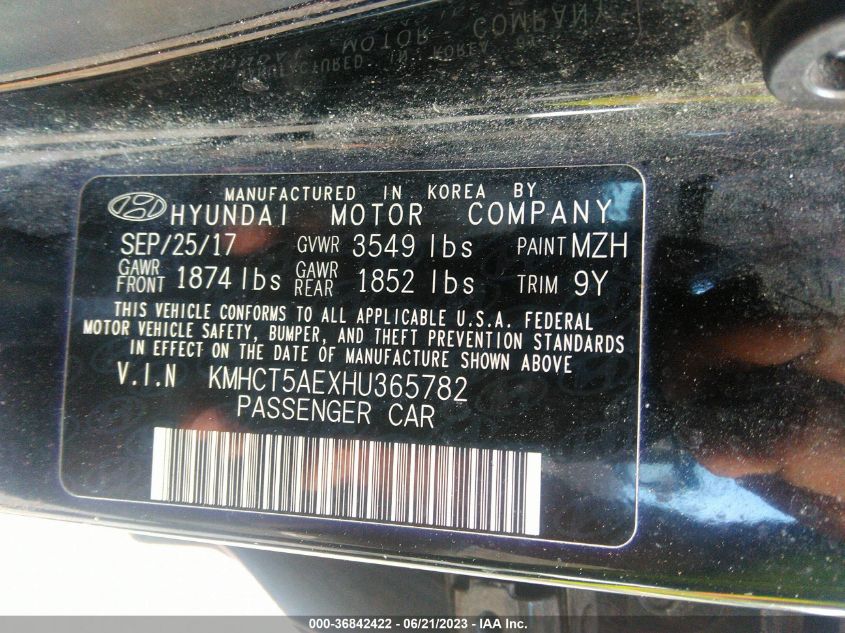 MANUFACTURED IN KOREA BY
HYUNDAI MOTOR COMPANY
SEP/25/17 GVWR 3549 lbs PAINT MZH
GAWR FRONT 1874 lbs GAWR REAR 1852 lbs TRIM 9Y
THIS VEHICLE CONFORMS TO ALL APPLICABLE U.S.A. FEDERAL
MOTOR VEHICLE SAFETY, BUMPER, AND THEFT PREVENTION STANDARDS
IN EFFECT ON THE DATE OF MANUFACTURE SHOWN ABOVE
V.I.N KMHCT5AEXHU365782
PASSENGER CAR
000-36842422 - 06/21/2023 - IAA Inc.